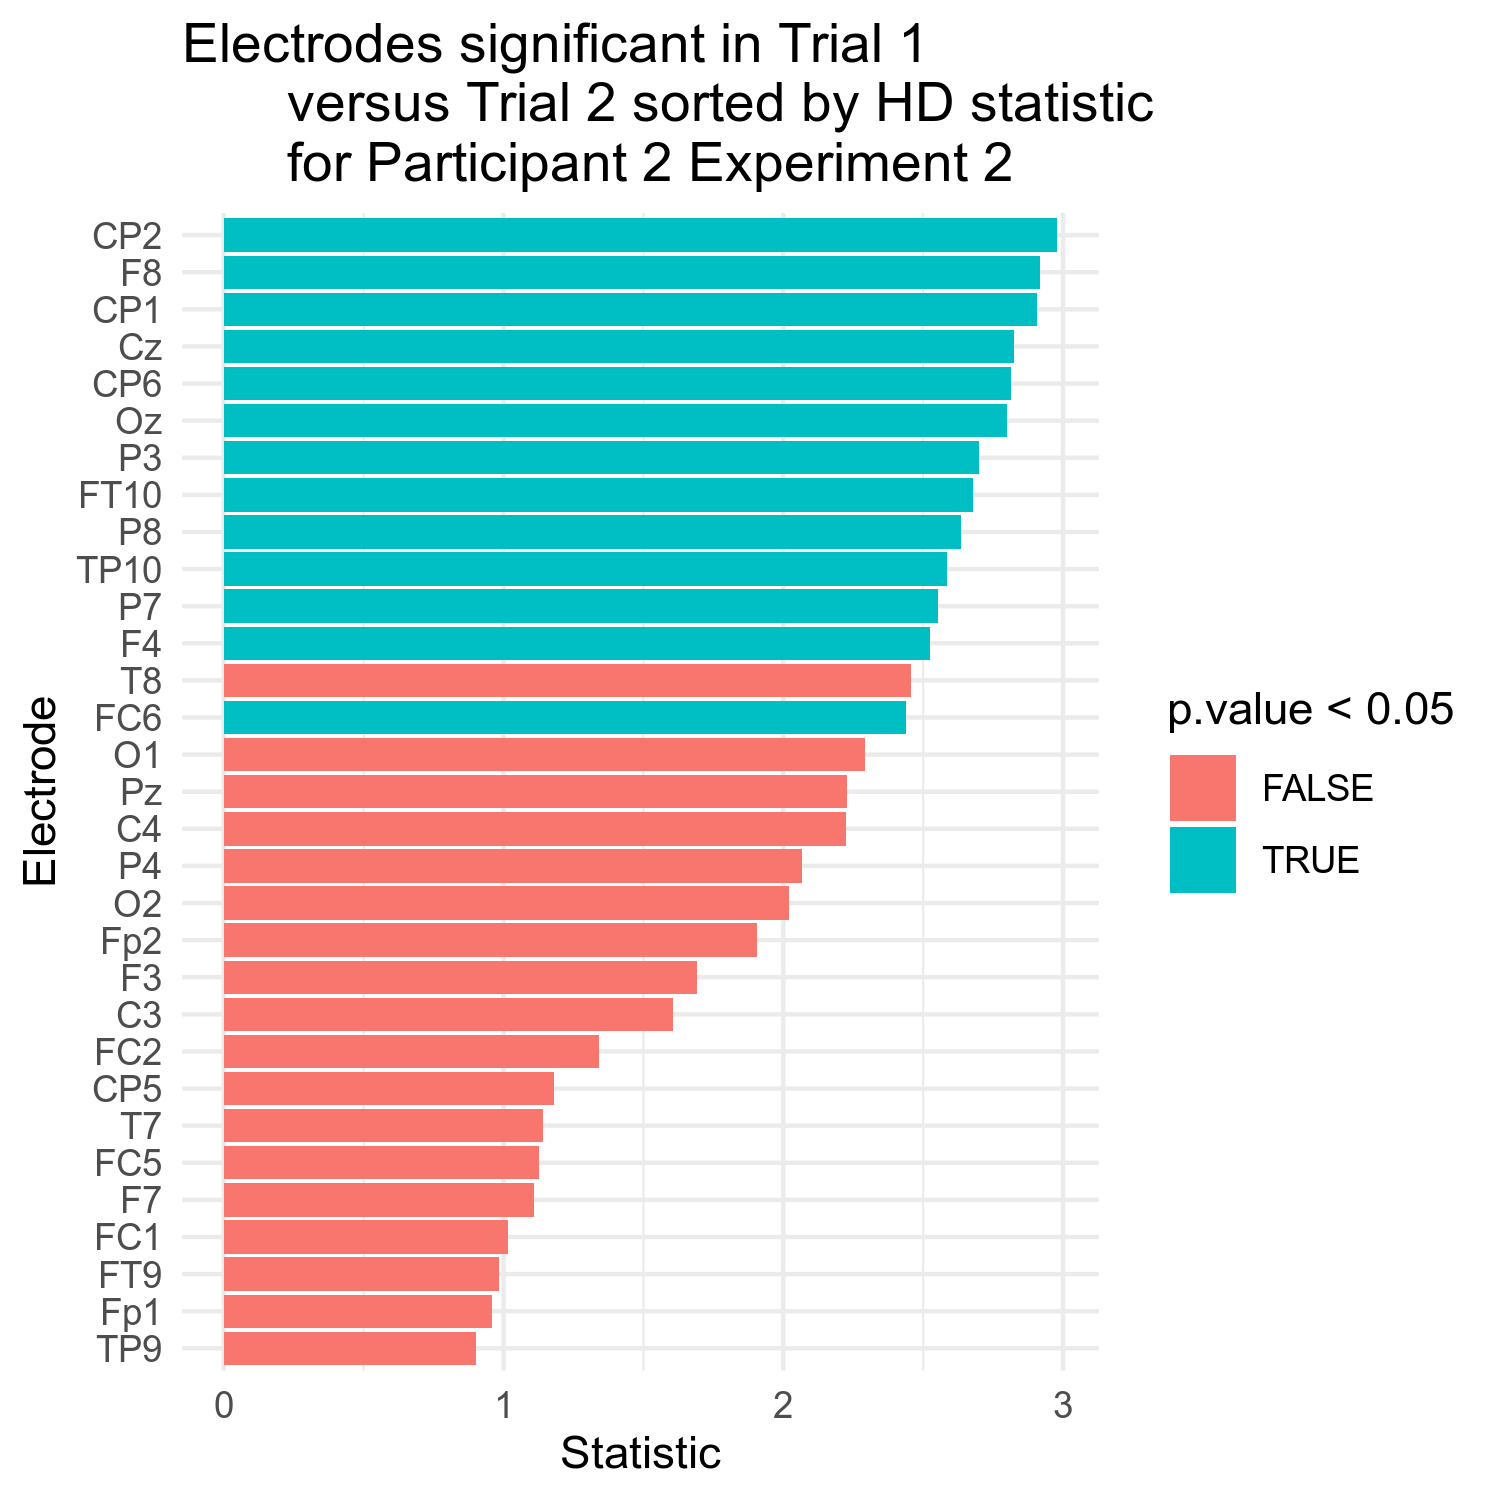 Electrodes significant in Trial 1
versus Trial 2 sorted by HD statistic
for Participant 2 Experiment 2
CP2
F8
CP1
Cz
CP6
Oz
P3
FT10
P8
TP10
P7
F4
T8
FC6
O1
Pz
C4
P4
O2
Fp2
F3
C3
FC2
CP5
T7
FC5
F7
FC1
FT9
Fp1
TP9
Electrode
0 1 2 3
Statistic
p.value < 0.05
FALSE
TRUE